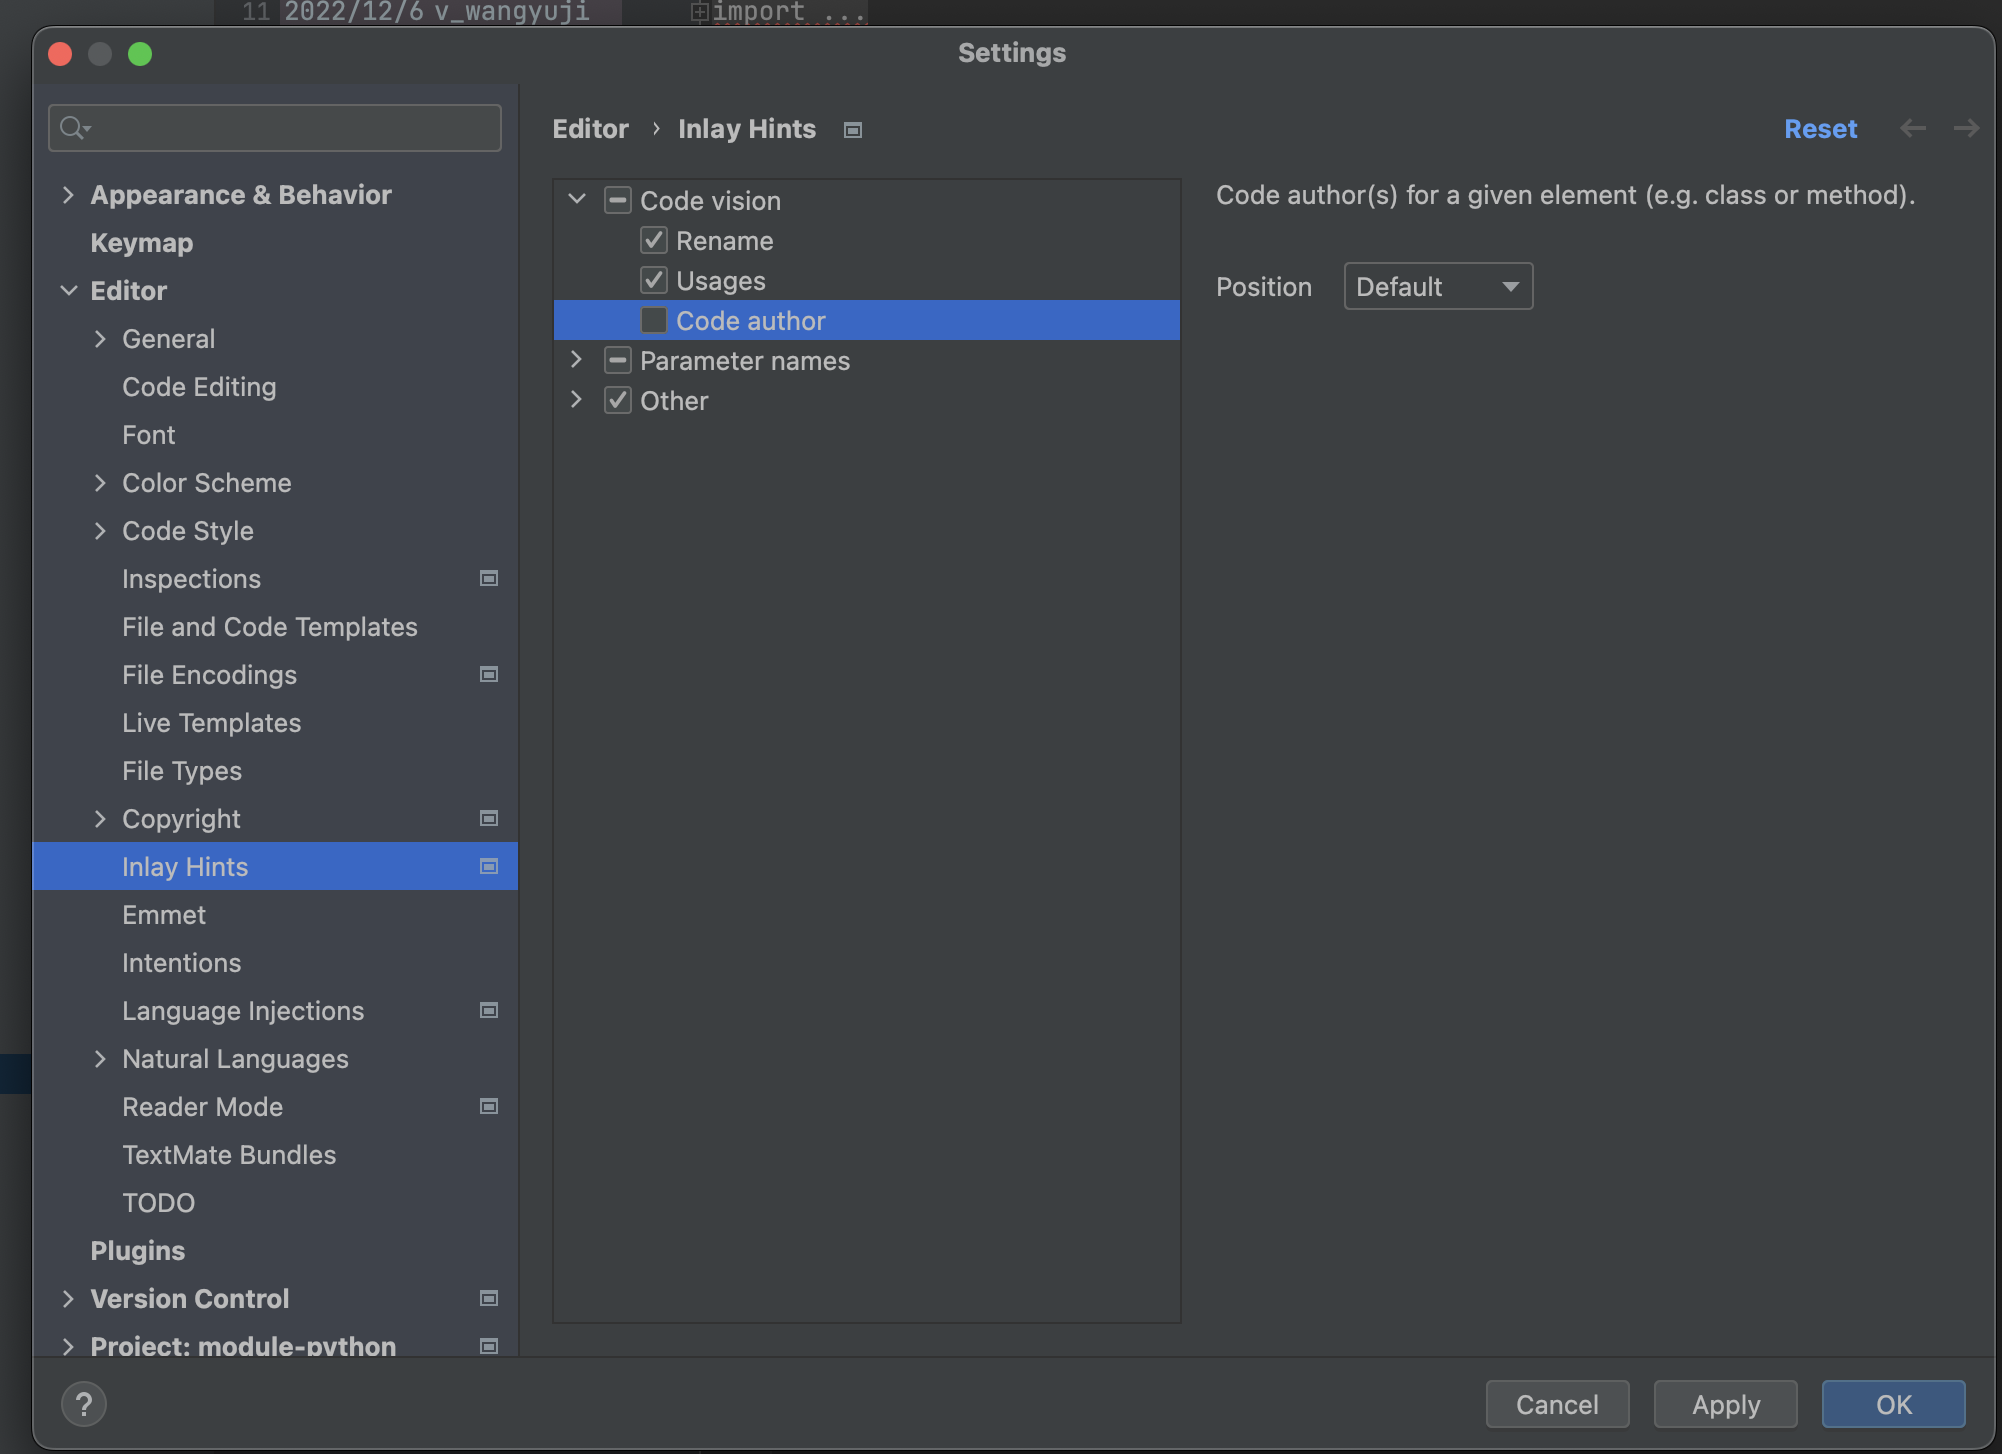 11 2022/12/6 v_wangyuji import ...
Settings
Editor › Inlay Hints Reset
Appearance & Behavior
Keymap
Editor
General
Code Editing
Font
Color Scheme
Code Style
Inspections
File and Code Templates
File Encodings
Live Templates
File Types
Copyright
Inlay Hints
Emmet
Intentions
Language Injections
Natural Languages
Reader Mode
TextMate Bundles
TODO
Plugins
Version Control
Project: module-python
Code vision
Rename
Usages
Code author
Parameter names
Other
Code author(s) for a given element (e.g. class or method).
Position Default
? Cancel Apply OK